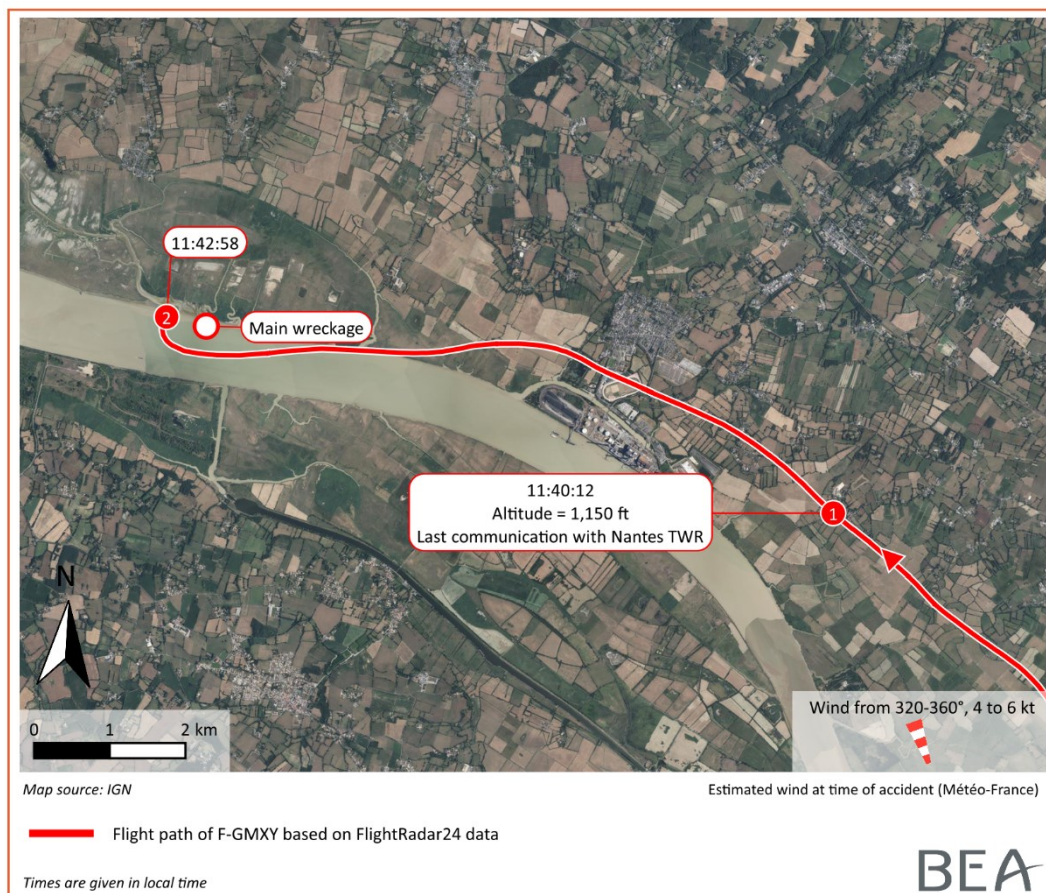 11:42:58
2
Main wreckage
11:40:12
Altitude = 1,150 ft
Last communication with Nantes TWR
1
N
0 1 2 km
Wind from 320-360°, 4 to 6 kt
Map source: IGN
Estimated wind at time of accident (Météo-France)
Flight path of F-GMXY based on FlightRadar24 data
Times are given in local time
BEA